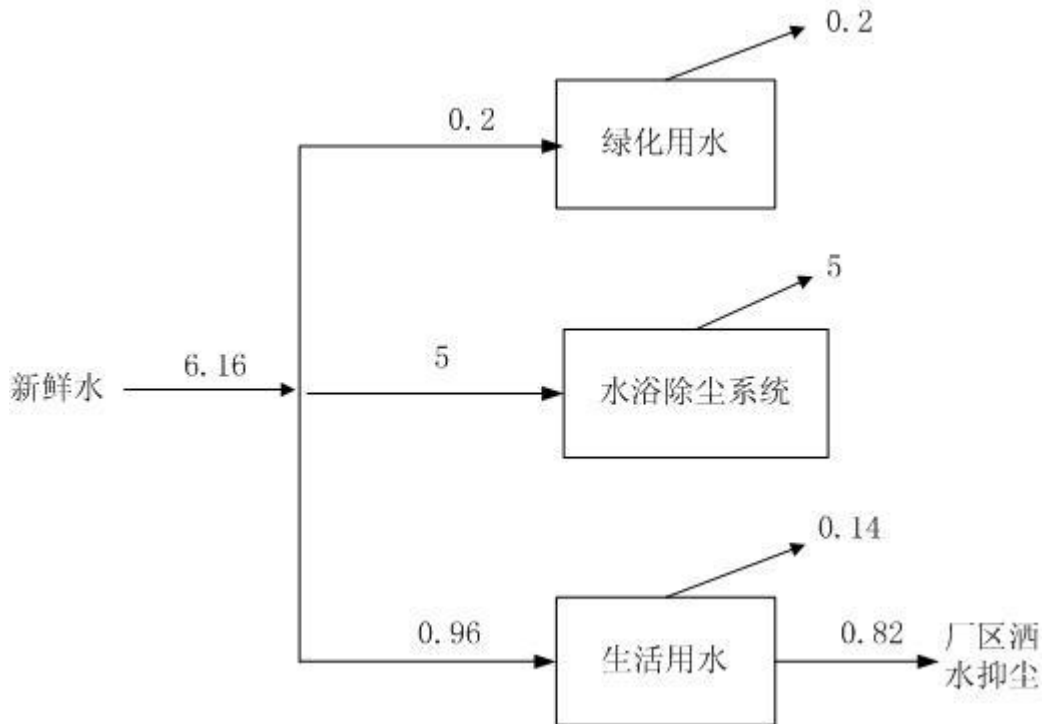 0.2
0.2
绿化用水
5
6.16
5
新鲜水
水浴除尘系统
0.14
0.96
0.82
生活用水
厂区洒
水抑尘